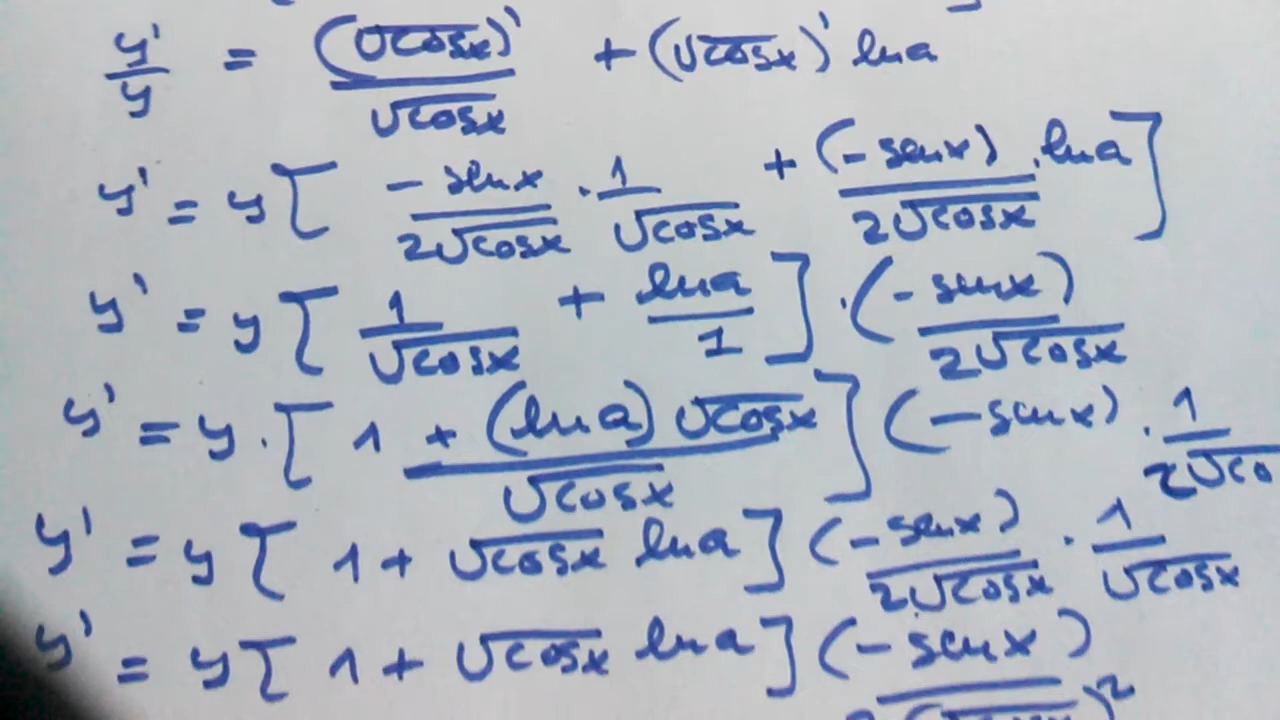 y'/y = (√cosx)'/√cosx + (√cosx)' lna
y' = y[ -senx/2√cosx · 1/√cosx + (-senx)/2√cosx · lna]
y' = y[ 1/√cosx + lna/1 ] · (-senx)/2√cosx
y' = y · [ 1 + (lna) √cosx / √cosx ] (-senx) · 1/2√co
y' = y [ 1 + √cosx lna ] (-senx)/2√cosx · 1/√cosx
y' = y [ 1 + √cosx lna ] (-senx)